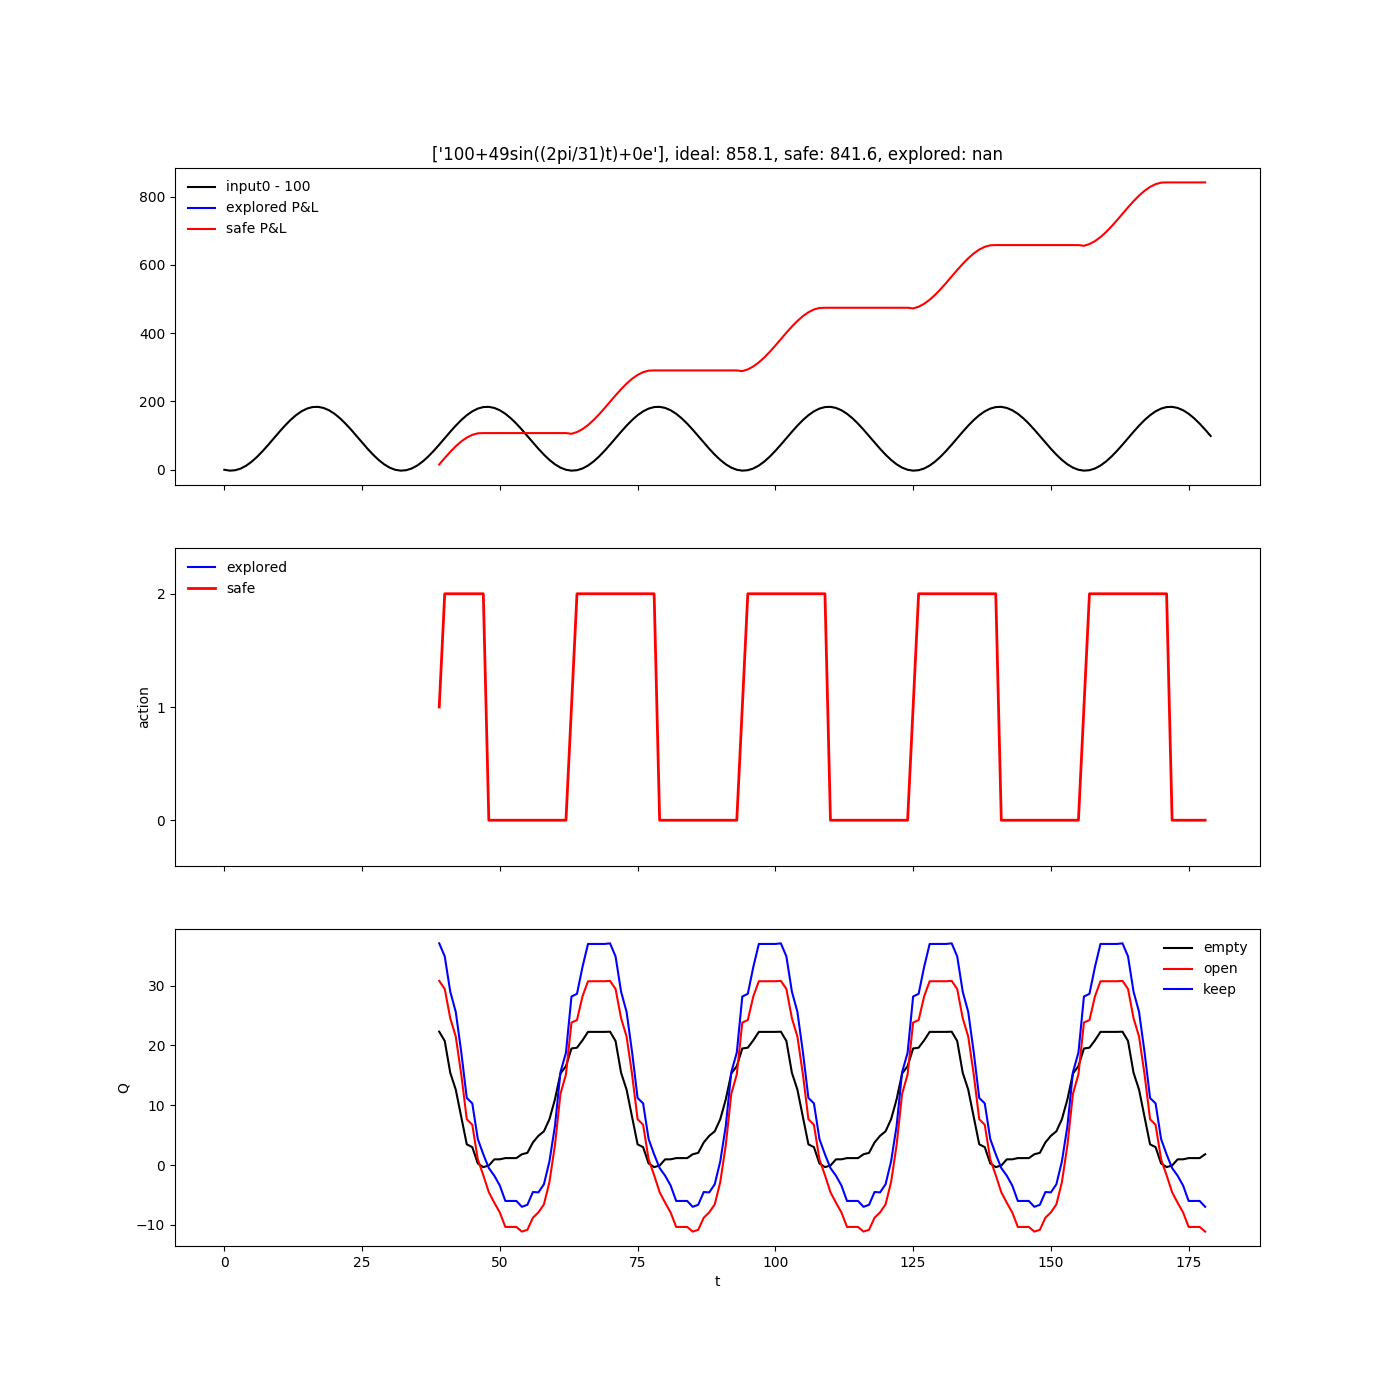 ['100+49sin((2pi/31)t)+0e'], ideal: 858.1, safe: 841.6, explored: nan
input0 - 100
explored P&L
safe P&L
800
600
400
200
0
explored
safe
action
2
1
0
empty
open
keep
Q
30
20
10
0
−10
0 25 50 75 100 125 150 175
t